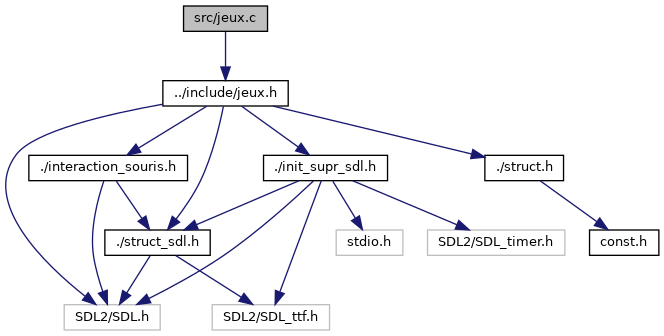 src/jeux.c
../include/jeux.h
./interaction_souris.h
./init_supr_sdl.h
./struct.h
./struct_sdl.h
stdio.h
SDL2/SDL_timer.h
const.h
SDL2/SDL.h
SDL2/SDL_ttf.h